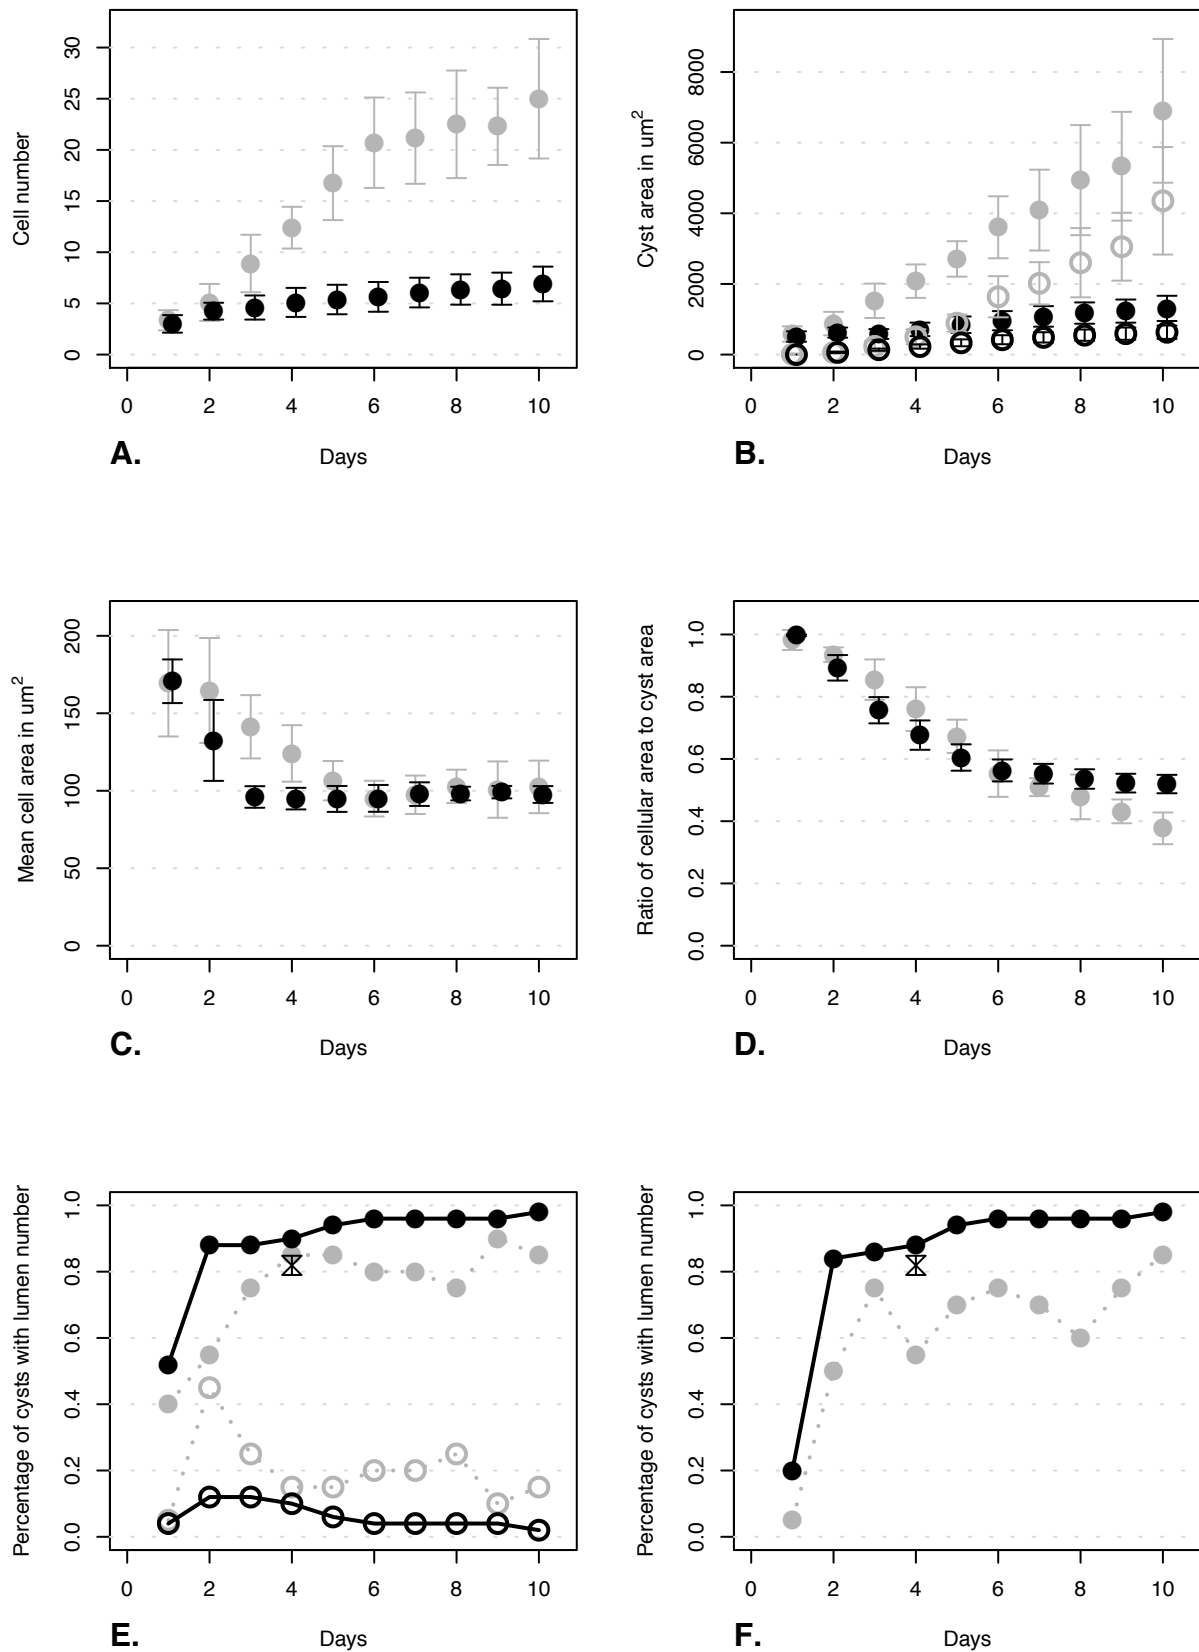 Cell number
30
25
20
15
10
5
0
0 2 4 6 8 10
A. Days
Cyst area in um²
8000
6000
4000
2000
0
0 2 4 6 8 10
B. Days
Mean cell area in um²
200
150
100
50
0
0 2 4 6 8 10
C. Days
Ratio of cellular area to cyst area
1.0
0.8
0.6
0.4
0.2
0.0
0 2 4 6 8 10
D. Days
Percentage of cysts with lumen number
1.0
0.8
0.6
0.4
0.2
0.0
0 2 4 6 8 10
E. Days
Percentage of cysts with lumen number
1.0
0.8
0.6
0.4
0.2
0.0
0 2 4 6 8 10
F. Days